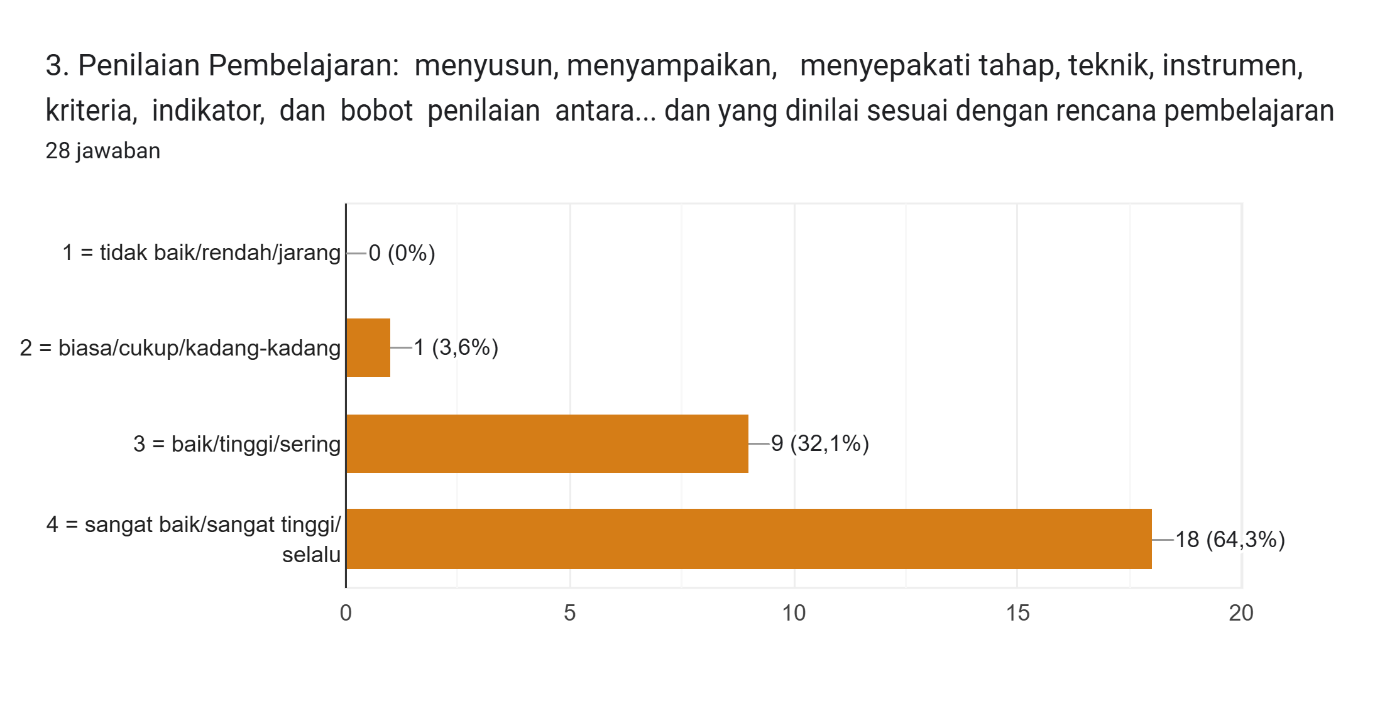 3. Penilaian Pembelajaran:  menyusun, menyampaikan,   menyepakati tahap, teknik, instrumen,
kriteria,  indikator,  dan  bobot  penilaian  antara... dan yang dinilai sesuai dengan rencana pembelajaran
28 jawaban
1 = tidak baik/rendah/jarang 0 (0%)
2 = biasa/cukup/kadang-kadang 1 (3,6%)
3 = baik/tinggi/sering 9 (32,1%)
4 = sangat baik/sangat tinggi/
selalu 18 (64,3%)
0 5 10 15 20